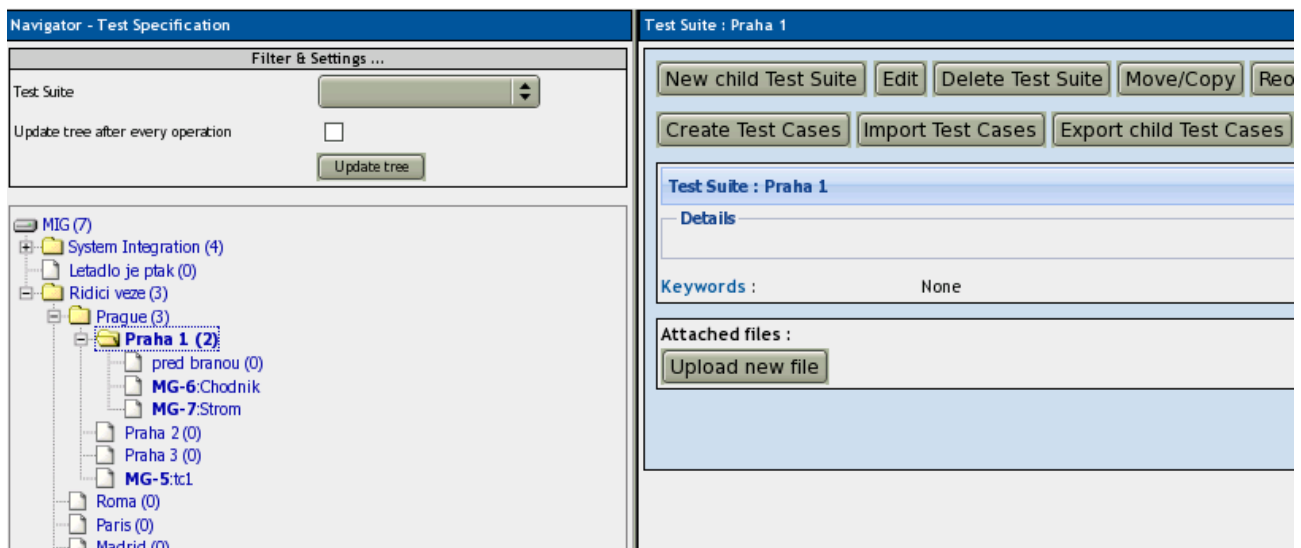 Navigator - Test Specification
Filter & Settings ...
Test Suite
Update tree after every operation
Update tree
MIG (7)
System Integration (4)
Letadlo je ptak (0)
Ridici veze (3)
Prague (3)
Praha 1 (2)
pred branou (0)
MG-6:Chodnik
MG-7:Strom
Praha 2 (0)
Praha 3 (0)
MG-5:tc1
Roma (0)
Paris (0)
Madrid (0)
Test Suite : Praha 1
New child Test Suite Edit Delete Test Suite Move/Copy Reo
Create Test Cases Import Test Cases Export child Test Cases
Test Suite : Praha 1
Details
Keywords : None
Attached files :
Upload new file